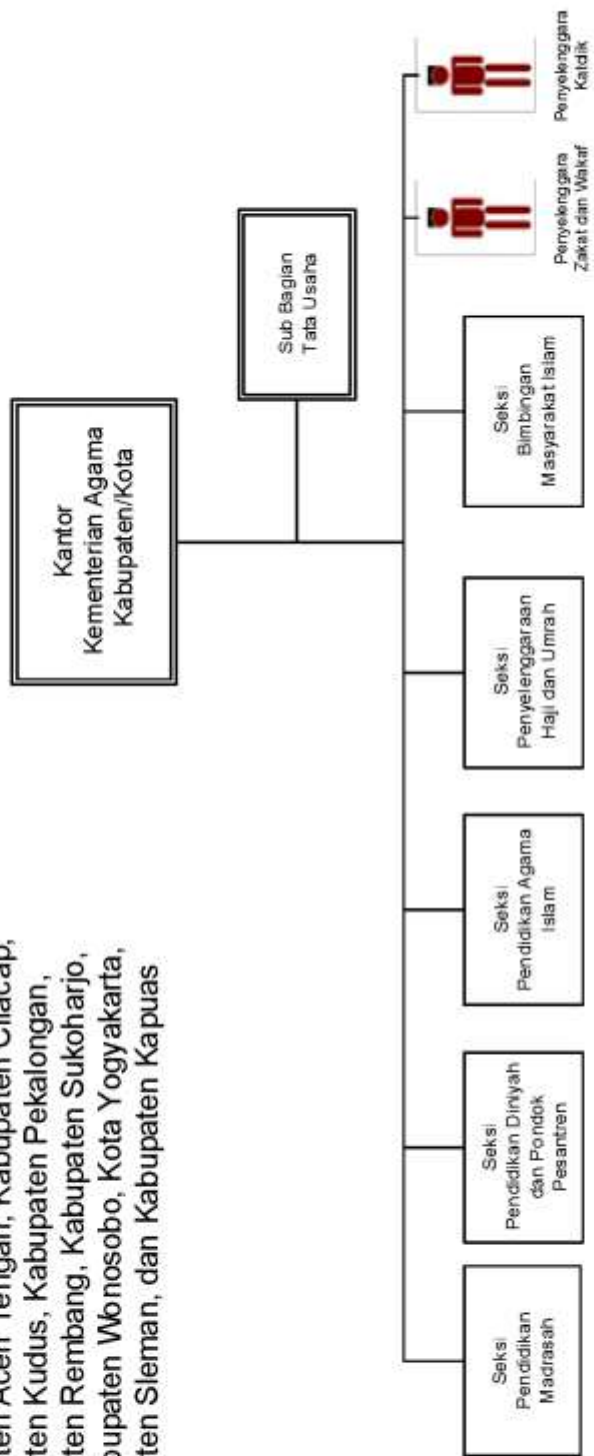 ten Aceh Tengah, Kabupaten Cilacap,
ten Kudus, Kabupaten Pekalongan,
ten Rembang, Kabupaten Sukoharjo,
bupaten Wonosobo, Kota Yogyakarta,
ten Sleman, dan Kabupaten Kapuas
Kantor
Kementerian Agama
Kabupaten/Kota
Sub Bagian
Tata Usaha
Seksi
Pendidikan
Madrasah
Seksi
Pendidikan Diniyah
dan Pondok
Pesantren
Seksi
Pendidikan Agama
Islam
Seksi
Penyelenggaraan
Haji dan Umrah
Seksi
Bimbingan
Masyarakat Islam
Penyelenggara
Zakat dan Wakaf
Penyelenggara
Katolik